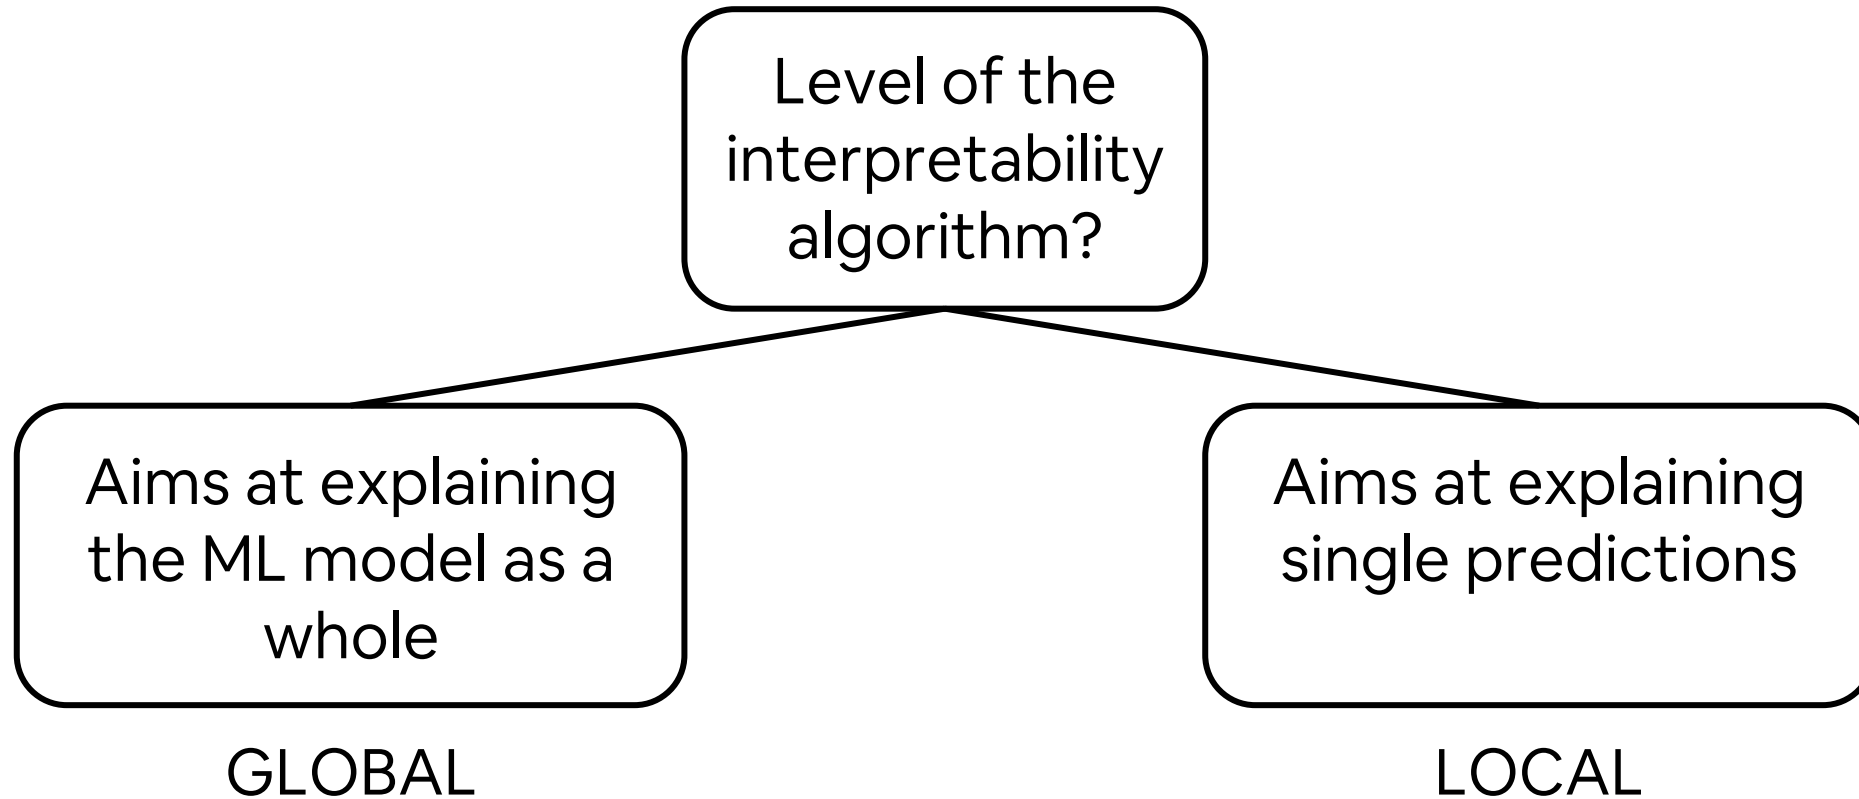 Level of the
interpretability
algorithm?
Aims at explaining
the ML model as a
whole
GLOBAL
Aims at explaining
single predictions
LOCAL